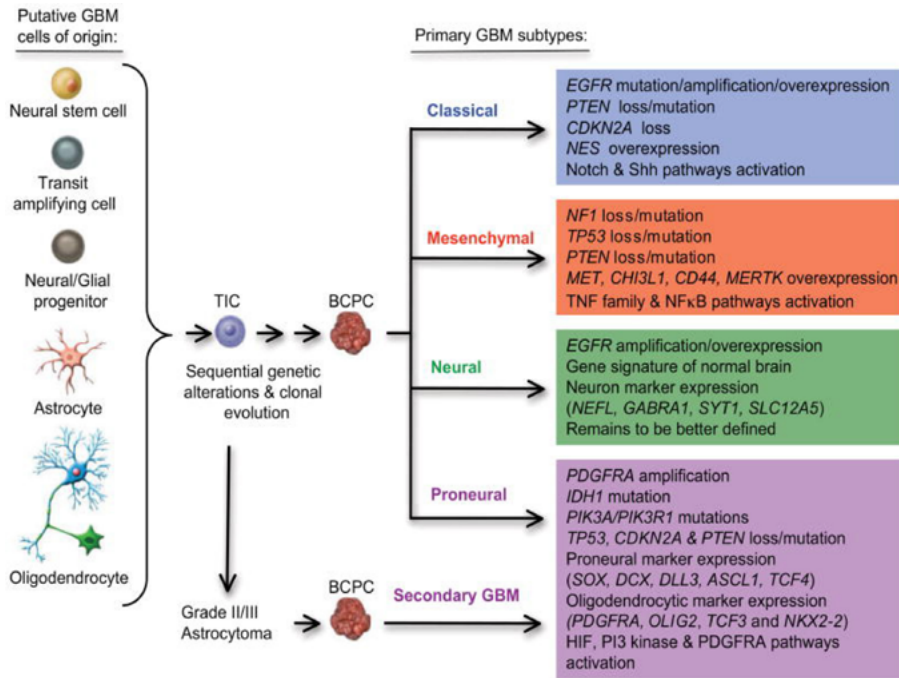 Putative GBM
cells of origin:
Neural stem cell
Transit
amplifying cell
Neural/Glial
progenitor
Astrocyte
Oligodendrocyte
TIC
BCPC
Sequential genetic
alterations & clonal
evolution
Grade II/III
Astrocytoma
BCPC
Primary GBM subtypes:
Classical
EGFR mutation/amplification/overexpression
PTEN loss/mutation
CDKN2A loss
NES overexpression
Notch & Shh pathways activation
Mesenchymal
NF1 loss/mutation
TP53 loss/mutation
PTEN loss/mutation
MET, CHI3L1, CD44, MERTK overexpression
TNF family & NFκB pathways activation
Neural
EGFR amplification/overexpression
Gene signature of normal brain
Neuron marker expression
(NEFL, GABRA1, SYT1, SLC12A5)
Remains to be better defined
Proneural
Secondary GBM
PDGFRA amplification
IDH1 mutation
PIK3A/PIK3R1 mutations
TP53, CDKN2A & PTEN loss/mutation
Proneural marker expression
(SOX, DCX, DLL3, ASCL1, TCF4)
Oligodendrocytic marker expression
(PDGFRA, OLIG2, TCF3 and NKX2-2)
HIF, PI3 kinase & PDGFRA pathways
activation